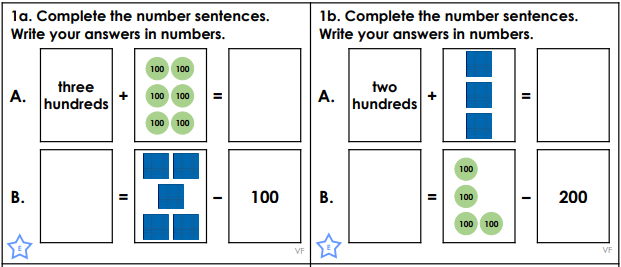 1a. Complete the number sentences.
Write your answers in numbers.
A. three hundreds + 100 100 100 100 100 100 =
B. = - 100
E
VF
1b. Complete the number sentences.
Write your answers in numbers.
A. two hundreds + =
B. = 100 100 100 100 - 200
E
VF